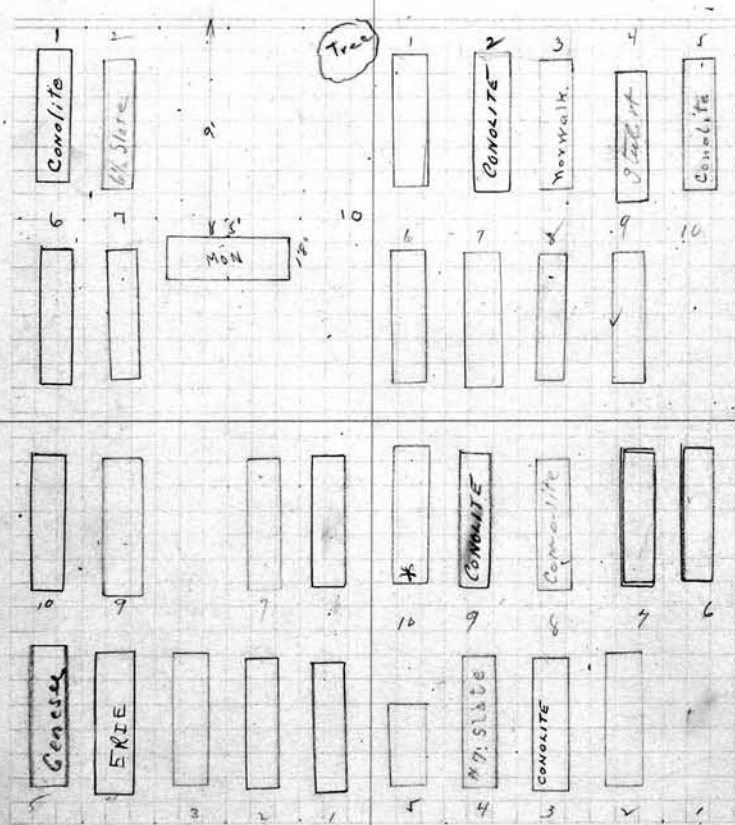 1 2 Tree 1 2 3 4 5
Conolite
6¼ Slate
9'
CONOLITE
Norwalk
Conolite
6 7 3' 10 6 7 8 9 10
MON
18"
CONOLITE
Conolite
*
10 9 7 10 9 8 7 6
Genesee
ERIE
#7: Slate
CONOLITE
5 3 2 1 5 4 3 2 1